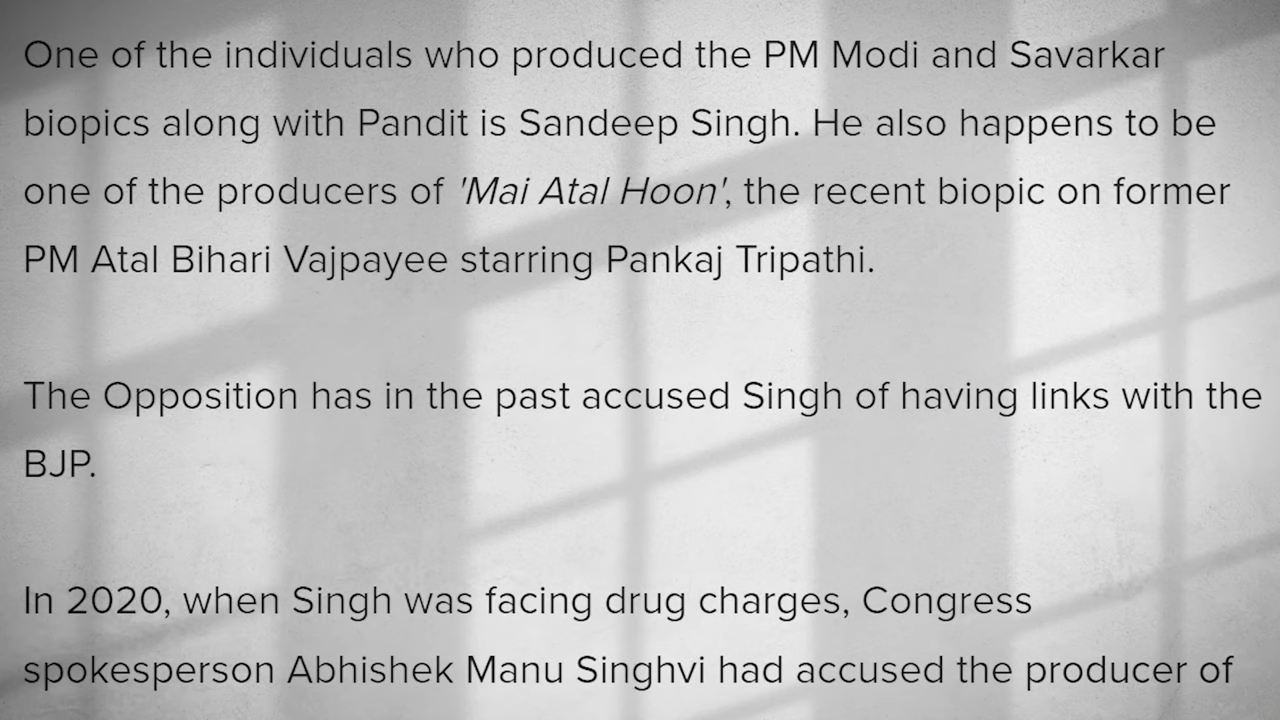 One of the individuals who produced the PM Modi and Savarkar
biopics along with Pandit is Sandeep Singh. He also happens to be
one of the producers of 'Mai Atal Hoon', the recent biopic on former
PM Atal Bihari Vajpayee starring Pankaj Tripathi.
The Opposition has in the past accused Singh of having links with the
BJP.
In 2020, when Singh was facing drug charges, Congress
spokesperson Abhishek Manu Singhvi had accused the producer of